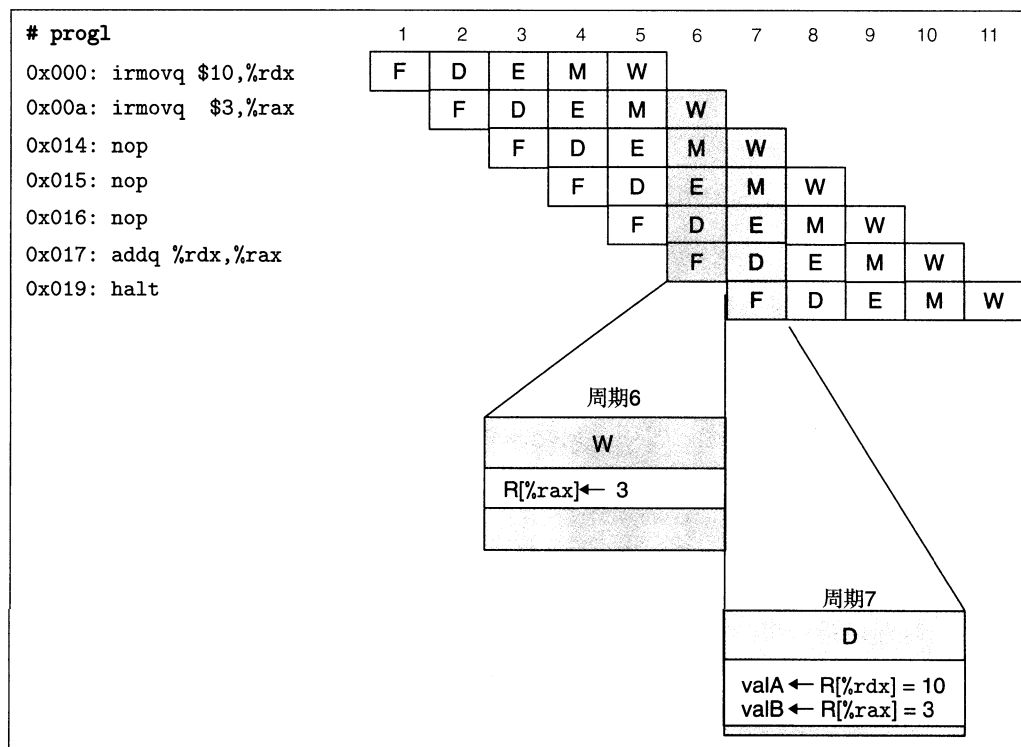 # prog1 1 2 3 4 5 6 7 8 9 10 11
0x000: irmovq $10,%rdx F D E M W
0x00a: irmovq $3,%rax F D E M W
0x014: nop F D E M W
0x015: nop F D E M W
0x016: nop F D E M W
0x017: addq %rdx,%rax F D E M W
0x019: halt F D E M W
周期6
W
R[%rax]← 3
周期7
D
valA ← R[%rdx] = 10
valB ← R[%rax] = 3